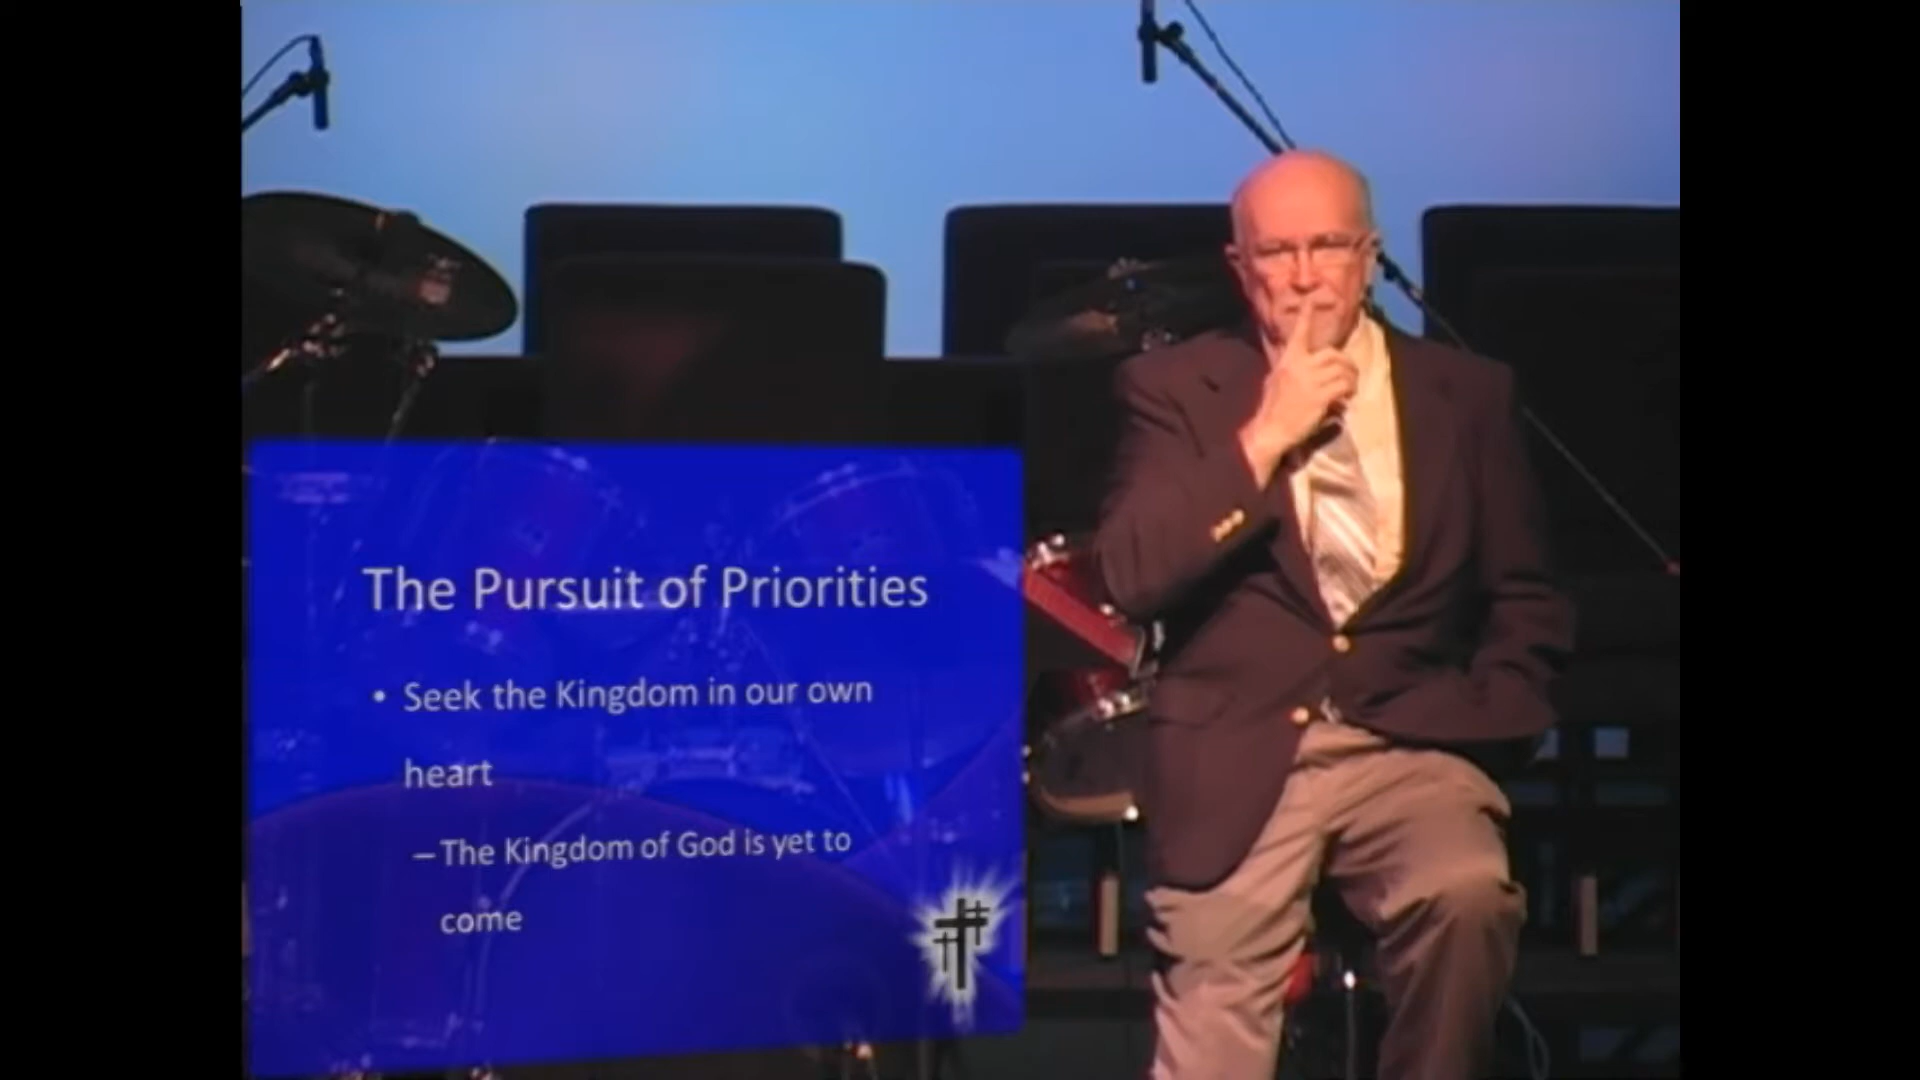 The Pursuit of Priorities
• Seek the Kingdom in our own
heart
– The Kingdom of God is yet to
come